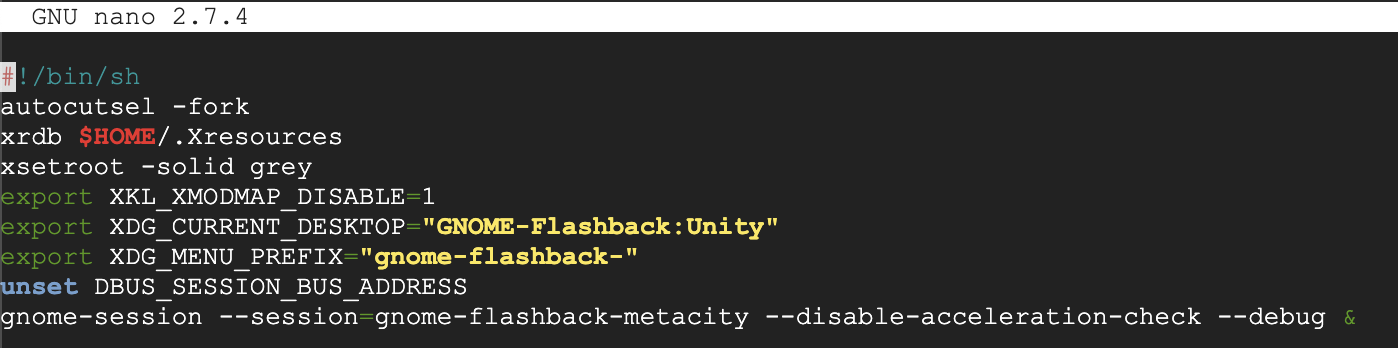 GNU nano 2.7.4
#!/bin/sh
autocutsel -fork
xrdb $HOME/.Xresources
xsetroot -solid grey
export XKL_XMODMAP_DISABLE=1
export XDG_CURRENT_DESKTOP="GNOME-Flashback:Unity"
export XDG_MENU_PREFIX="gnome-flashback-"
unset DBUS_SESSION_BUS_ADDRESS
gnome-session --session=gnome-flashback-metacity --disable-acceleration-check --debug &